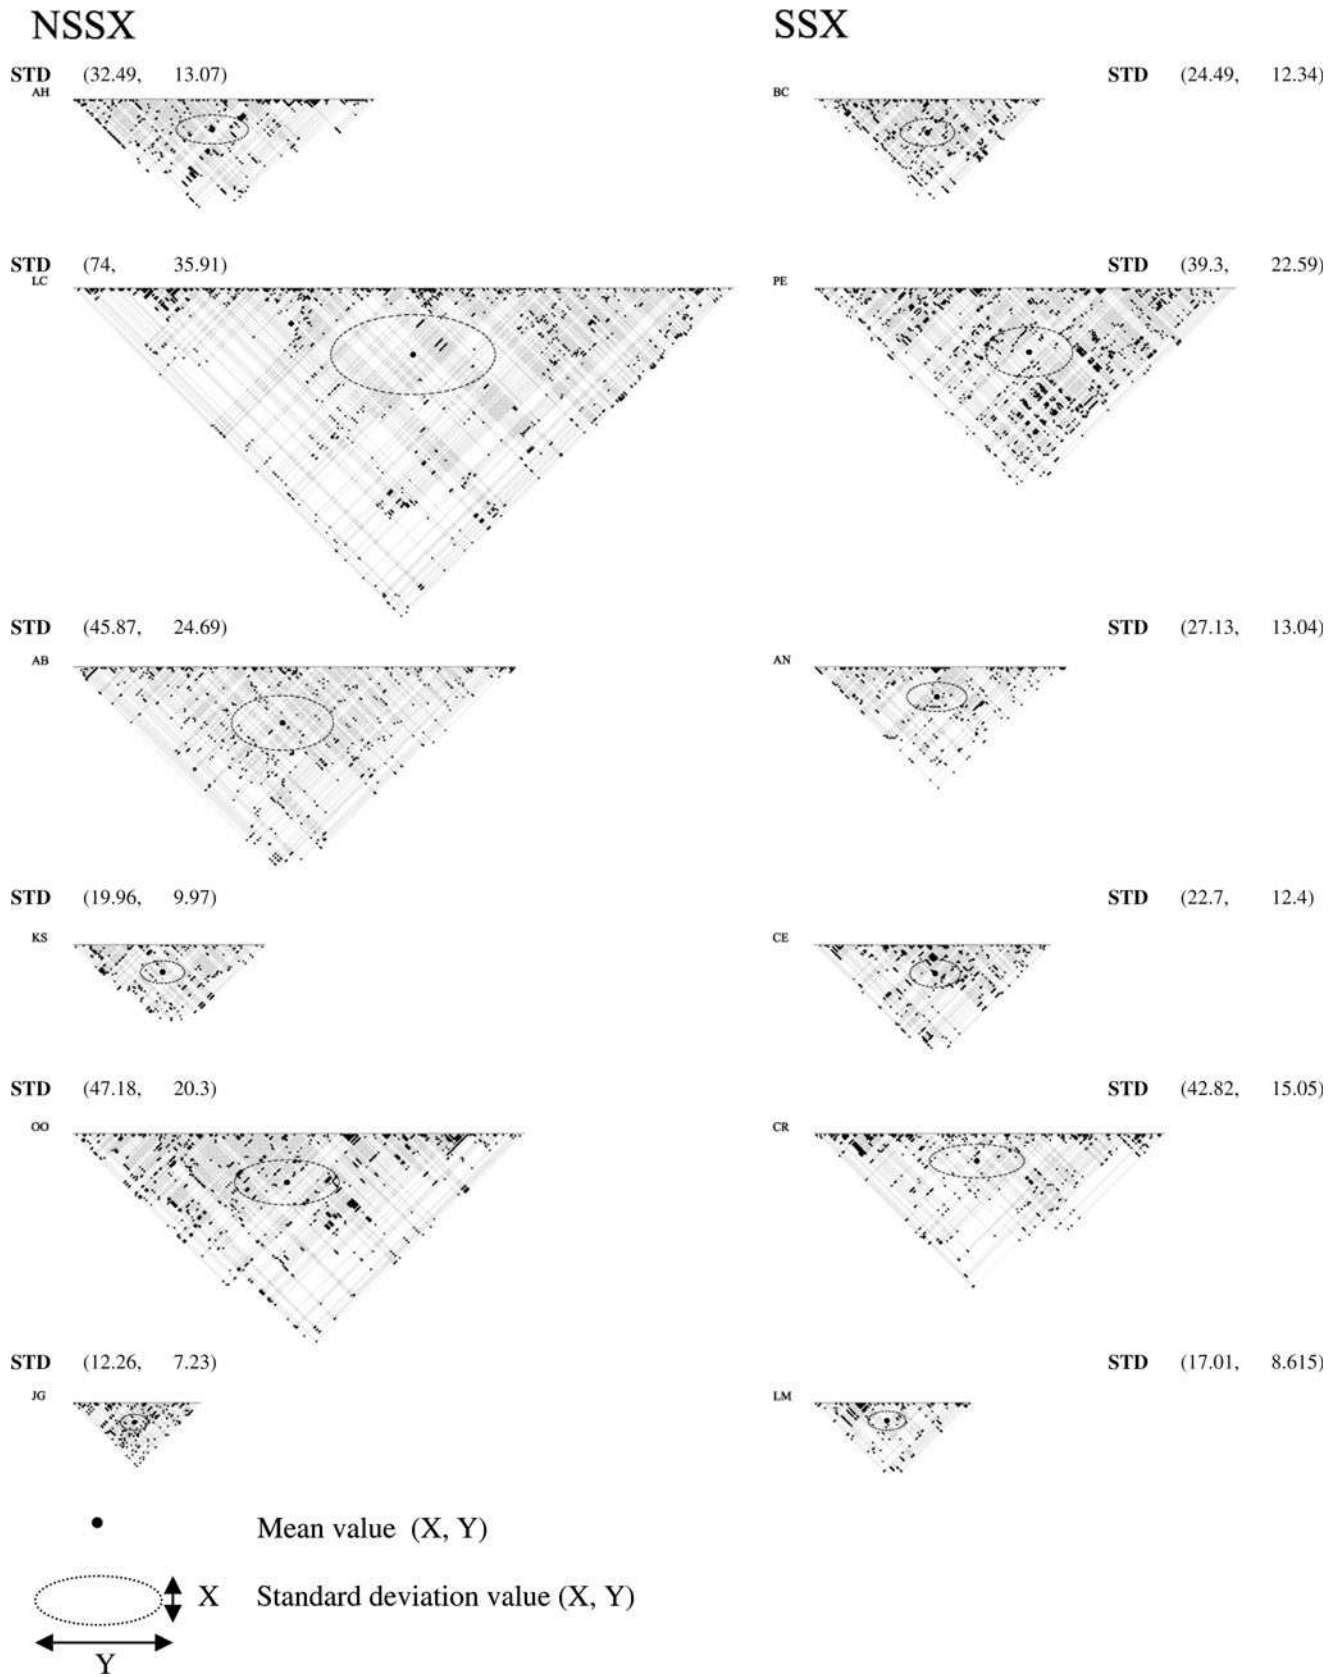 NSSX SSX
STD (32.49, 13.07) STD (24.49, 12.34)
AH BC
STD (74, 35.91) STD (39.3, 22.59)
LC PE
STD (45.87, 24.69) STD (27.13, 13.04)
AB AN
STD (19.96, 9.97) STD (22.7, 12.4)
KS CE
STD (47.18, 20.3) STD (42.82, 15.05)
OO CR
STD (12.26, 7.23) STD (17.01, 8.615)
JG LM
Mean value (X, Y)
X Standard deviation value (X, Y)
Y